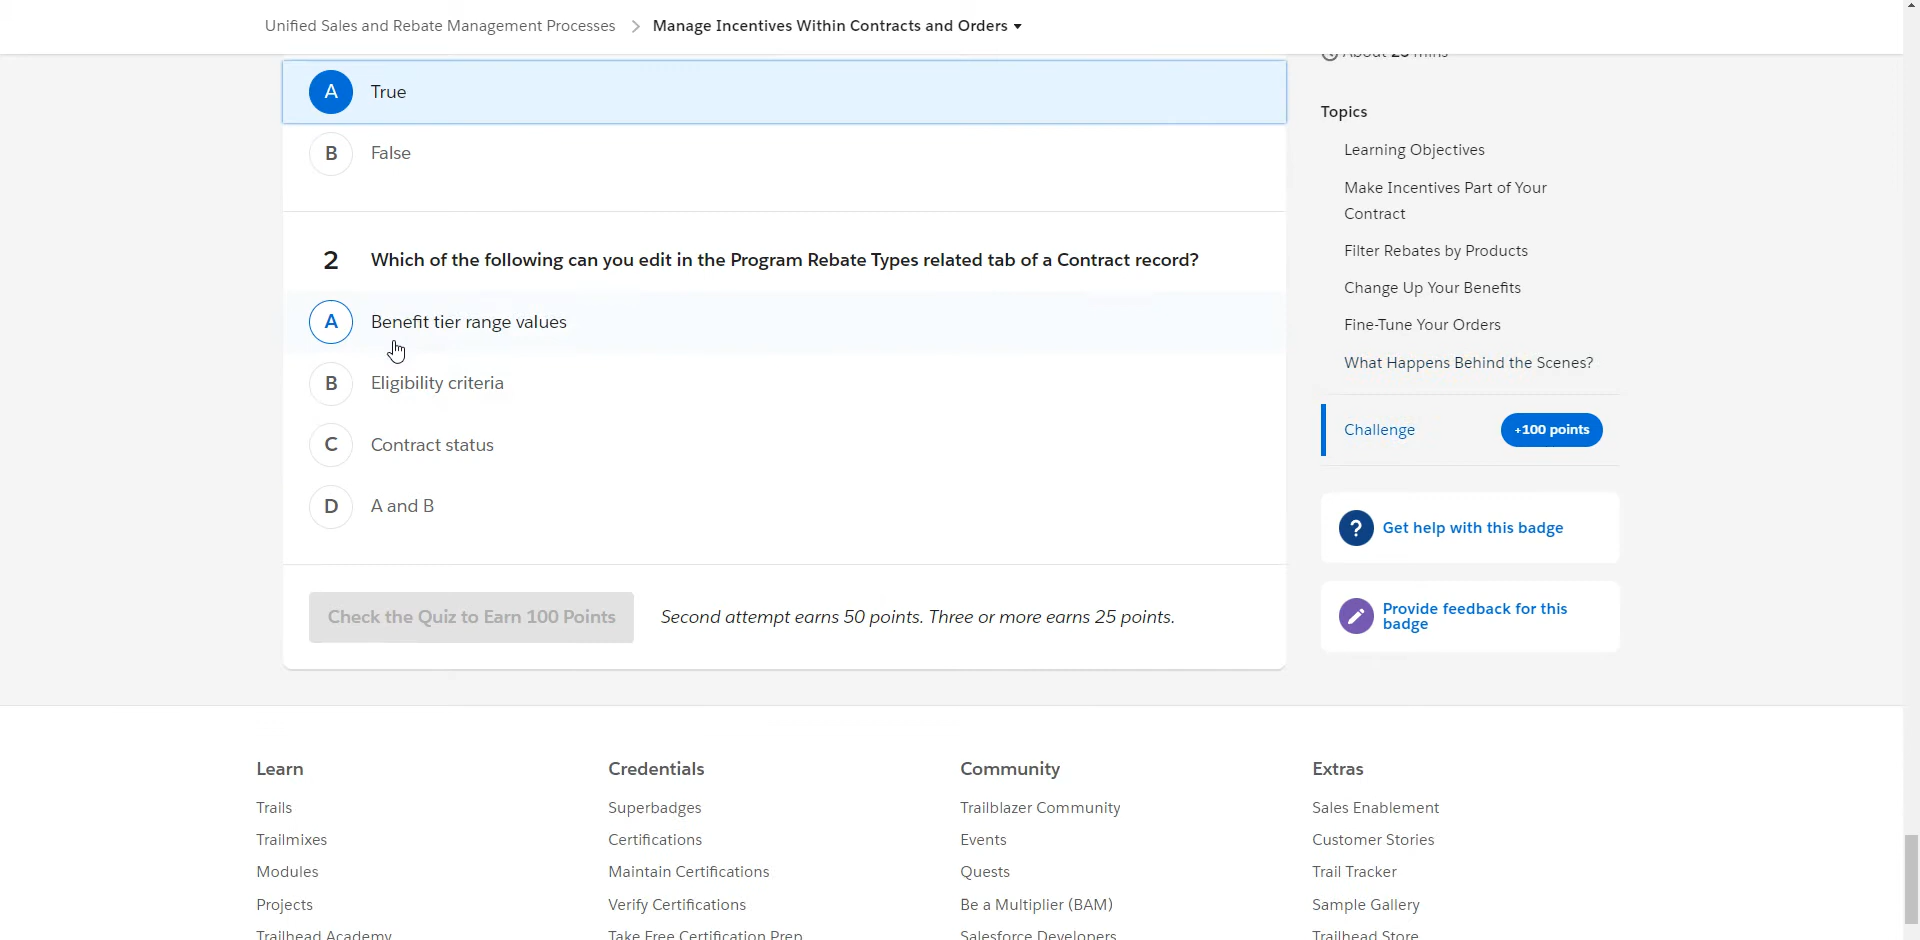 Unified Sales and Rebate Management Processes
Manage Incentives Within Contracts and Orders
About 25 mins
A True
B False
2 Which of the following can you edit in the Program Rebate Types related tab of a Contract record?
A Benefit tier range values
B Eligibility criteria
C Contract status
D A and B
Check the Quiz to Earn 100 Points
Second attempt earns 50 points. Three or more earns 25 points.
Topics
Learning Objectives
Make Incentives Part of Your
Contract
Filter Rebates by Products
Change Up Your Benefits
Fine-Tune Your Orders
What Happens Behind the Scenes?
Challenge
+100 points
? Get help with this badge
Provide feedback for this
badge
Learn
Trails
Trailmixes
Modules
Projects
Trailhead Academy
Credentials
Superbadges
Certifications
Maintain Certifications
Verify Certifications
Take Free Certification Prep
Community
Trailblazer Community
Events
Quests
Be a Multiplier (BAM)
Salesforce Developers
Extras
Sales Enablement
Customer Stories
Trail Tracker
Sample Gallery
Trailhead Store